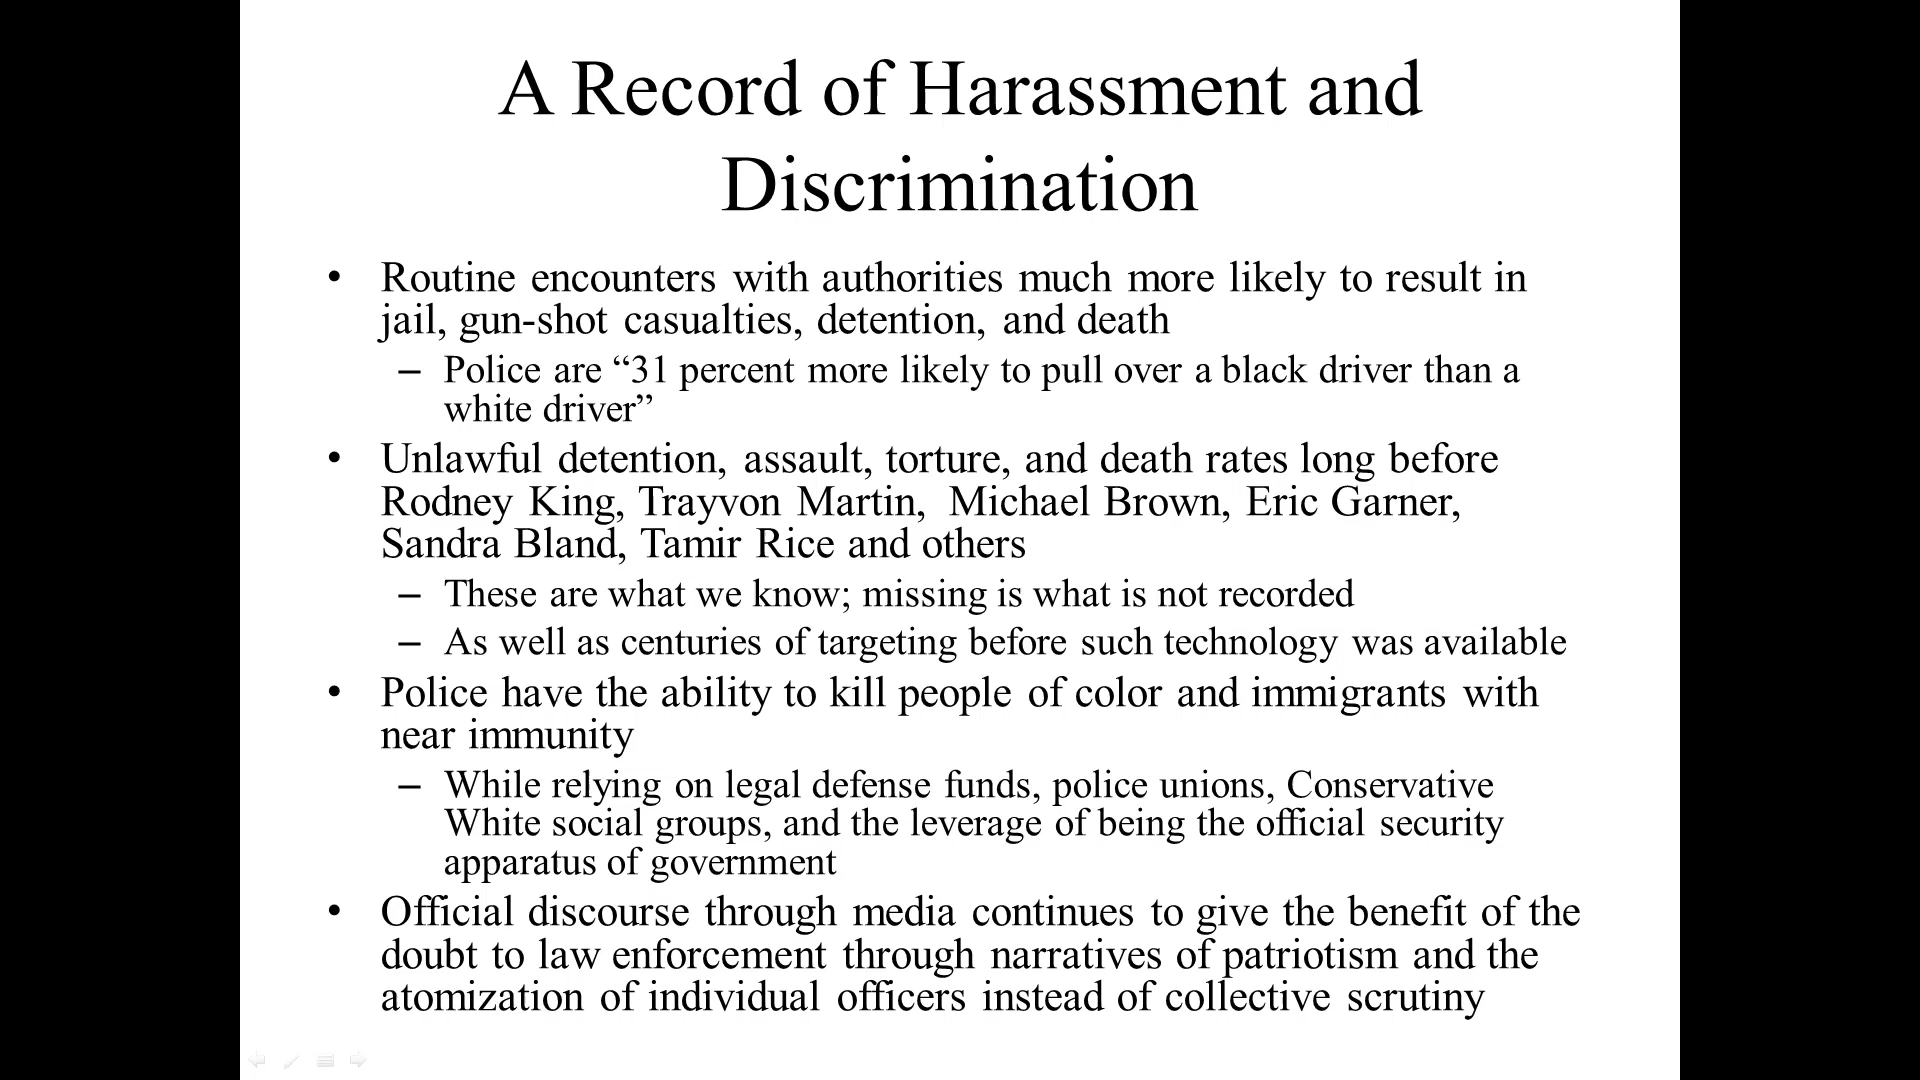 A Record of Harassment and
Discrimination
• Routine encounters with authorities much more likely to result in
jail, gun-shot casualties, detention, and death
– Police are “31 percent more likely to pull over a black driver than a
white driver”
• Unlawful detention, assault, torture, and death rates long before
Rodney King, Trayvon Martin,  Michael Brown, Eric Garner,
Sandra Bland, Tamir Rice and others
– These are what we know; missing is what is not recorded
– As well as centuries of targeting before such technology was available
• Police have the ability to kill people of color and immigrants with
near immunity
– While relying on legal defense funds, police unions, Conservative
White social groups, and the leverage of being the official security
apparatus of government
• Official discourse through media continues to give the benefit of the
doubt to law enforcement through narratives of patriotism and the
atomization of individual officers instead of collective scrutiny